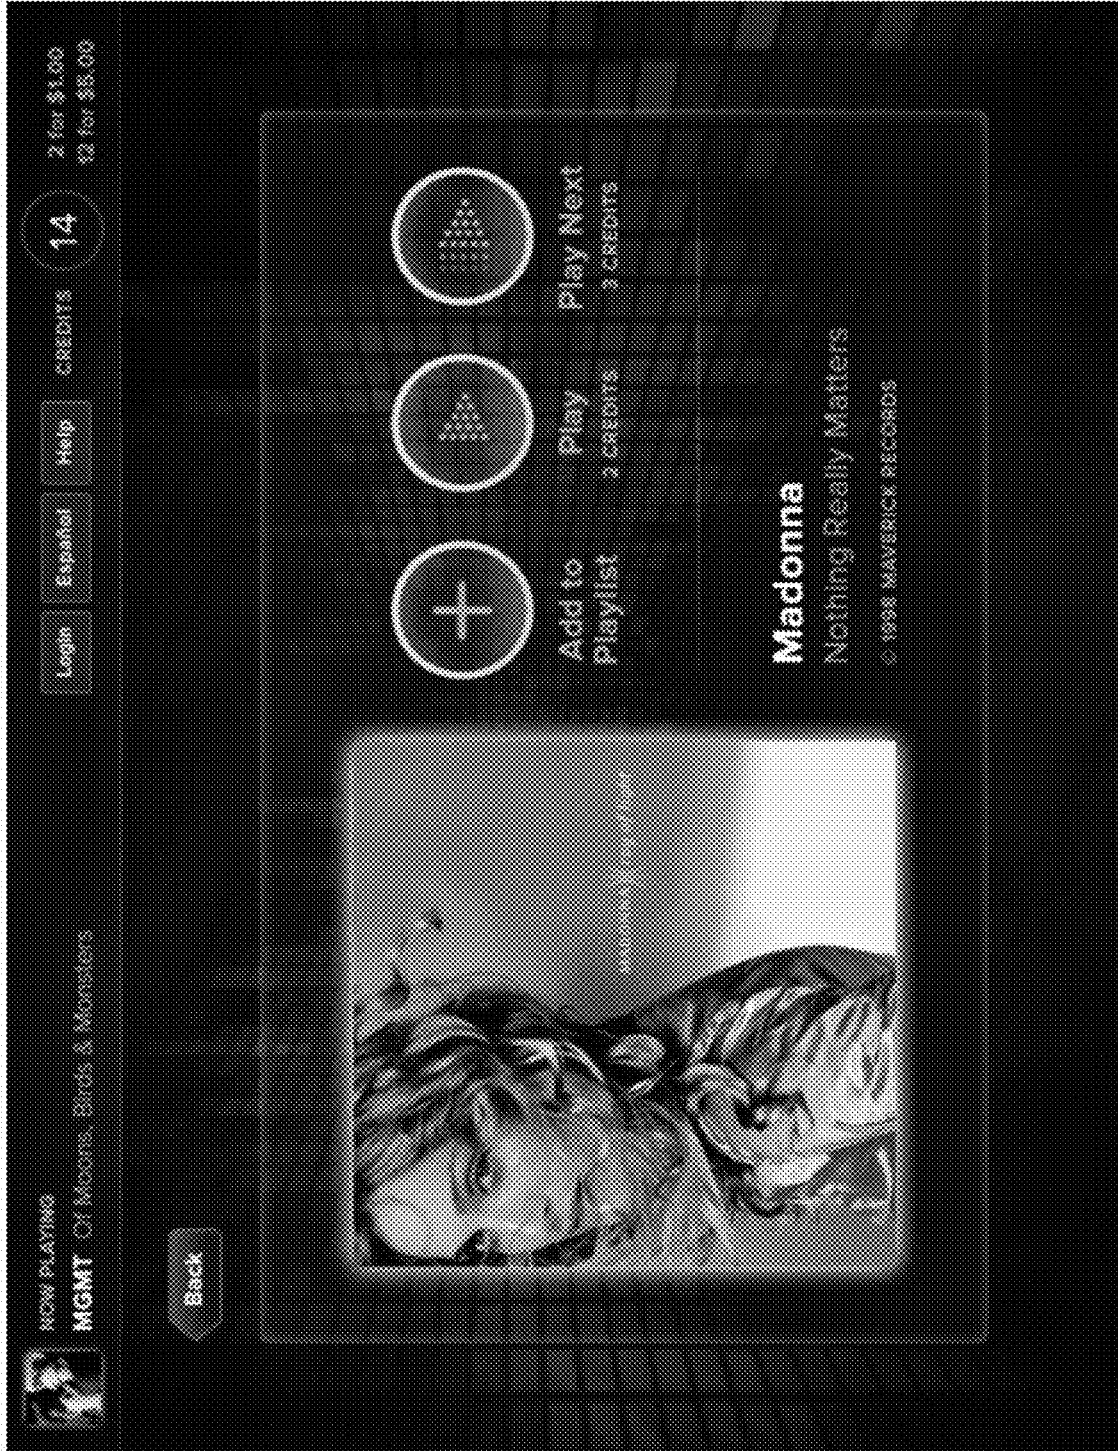 NOW PLAYING
MGMT Of Moons, Birds & Monsters
Login
Español
Help
CREDITS
14
2 for $1.00
12 for $5.00
Back
Add to
Playlist
Play
2 CREDITS
Play Next
3 CREDITS
Madonna
Nothing Really Matters
© 1998 MAVERICK RECORDS